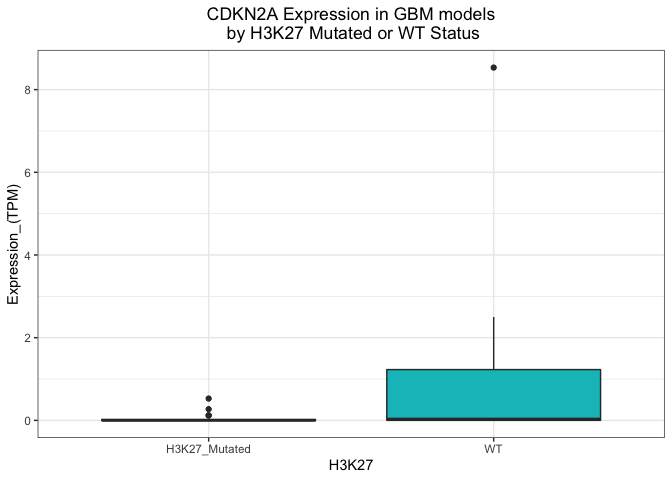 CDKN2A Expression in GBM models
by H3K27 Mutated or WT Status
Expression_(TPM)
8
6
4
2
0
H3K27_Mutated
WT
H3K27